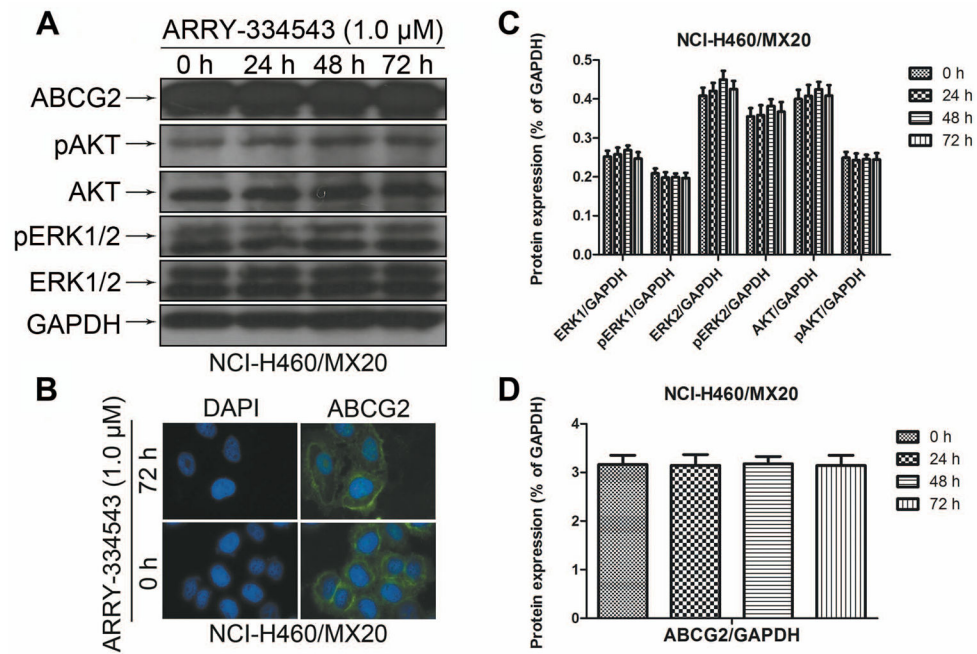 A
ARRY-334543 (1.0 µM)
0 h 24 h 48 h 72 h
ABCG2
pAKT
AKT
pERK1/2
ERK1/2
GAPDH
NCI-H460/MX20
B
DAPI ABCG2
ARRY-334543 (1.0 µM)
72 h
0 h
NCI-H460/MX20
C
NCI-H460/MX20
Protein expression (% of GAPDH)
0.5
0.4
0.3
0.2
0.1
0.0
ERK1/GAPDH
pERK1/GAPDH
ERK2/GAPDH
pERK2/GAPDH
AKT/GAPDH
pAKT/GAPDH
0 h
24 h
48 h
72 h
D
NCI-H460/MX20
Protein expression (% of GAPDH)
4
3
2
1
0
ABCG2/GAPDH
0 h
24 h
48 h
72 h